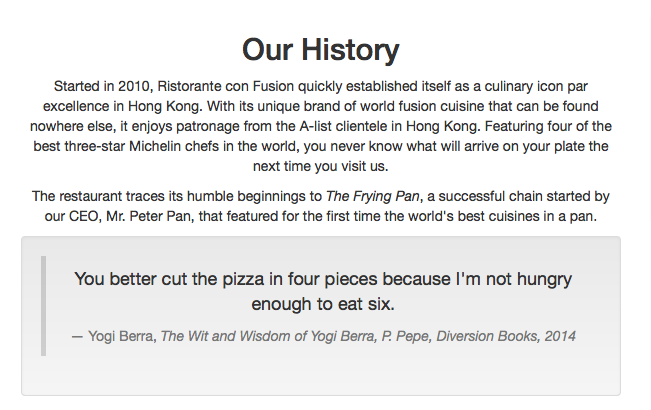 Our History
Started in 2010, Ristorante con Fusion quickly established itself as a culinary icon par
excellence in Hong Kong. With its unique brand of world fusion cuisine that can be found
nowhere else, it enjoys patronage from the A-list clientele in Hong Kong. Featuring four of the
best three-star Michelin chefs in the world, you never know what will arrive on your plate the
next time you visit us.
The restaurant traces its humble beginnings to The Frying Pan, a successful chain started by
our CEO, Mr. Peter Pan, that featured for the first time the world's best cuisines in a pan.
You better cut the pizza in four pieces because I'm not hungry
enough to eat six.
— Yogi Berra, The Wit and Wisdom of Yogi Berra, P. Pepe, Diversion Books, 2014